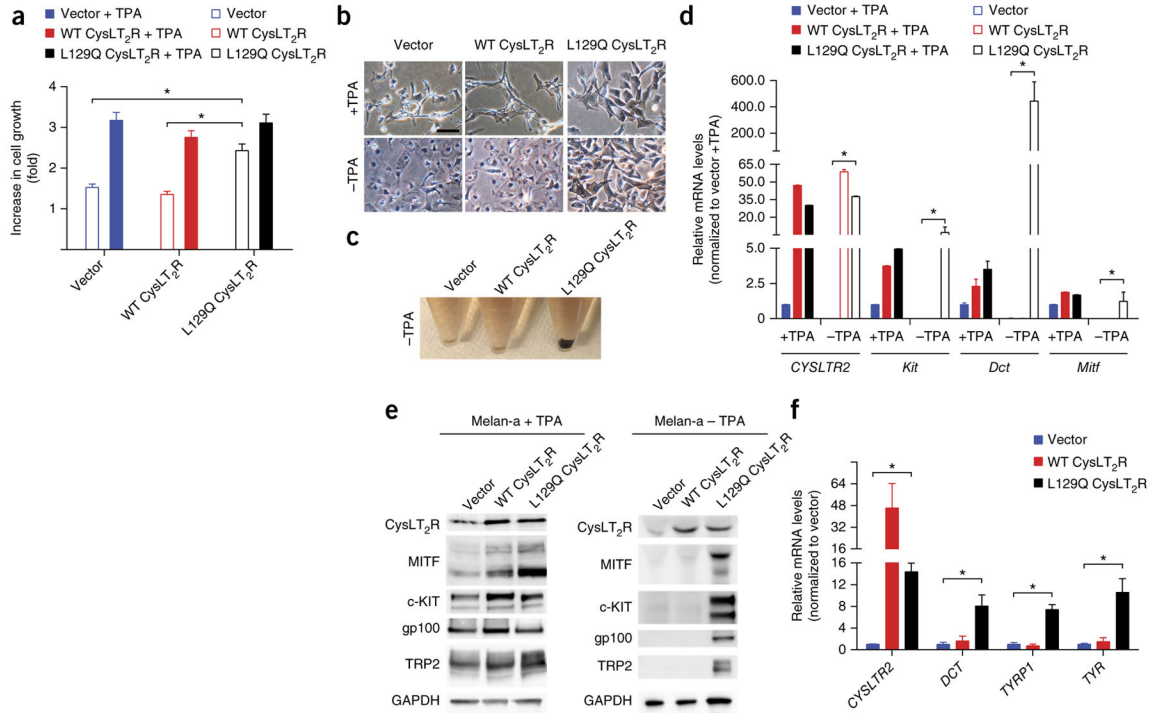 a
Vector + TPA
Vector
WT CysLT2R + TPA
WT CysLT2R
L129Q CysLT2R + TPA
L129Q CysLT2R
Increase in cell growth
(fold)
4
3
2
1
*
*
Vector
WT CysLT2R
L129Q CysLT2R
b
Vector
WT CysLT2R
L129Q CysLT2R
+TPA
–TPA
c
Vector
WT CysLT2R
L129Q CysLT2R
–TPA
d
Vector + TPA
Vector
WT CysLT2R + TPA
WT CysLT2R
L129Q CysLT2R + TPA
L129Q CysLT2R
Relative mRNA levels
(normalized to vector +TPA)
600.0
400.0
200.0
65.0
50.0
35.0
20.0
5.0
2.5
0
*
*
*
*
+TPA –TPA +TPA –TPA +TPA –TPA +TPA –TPA
CYSLTR2 Kit Dct Mitf
e
Melan-a + TPA
Vector
WT CysLT2R
L129Q CysLT2R
CysLT2R
MITF
c-KIT
gp100
TRP2
GAPDH
Melan-a – TPA
Vector
WT CysLT2R
L129Q CysLT2R
CysLT2R
MITF
c-KIT
gp100
TRP2
GAPDH
f
Vector
WT CysLT2R
L129Q CysLT2R
Relative mRNA levels
(normalized to vector)
64
48
32
16
16
12
8
4
0
*
*
*
*
CYSLTR2
DCT
TYRP1
TYR